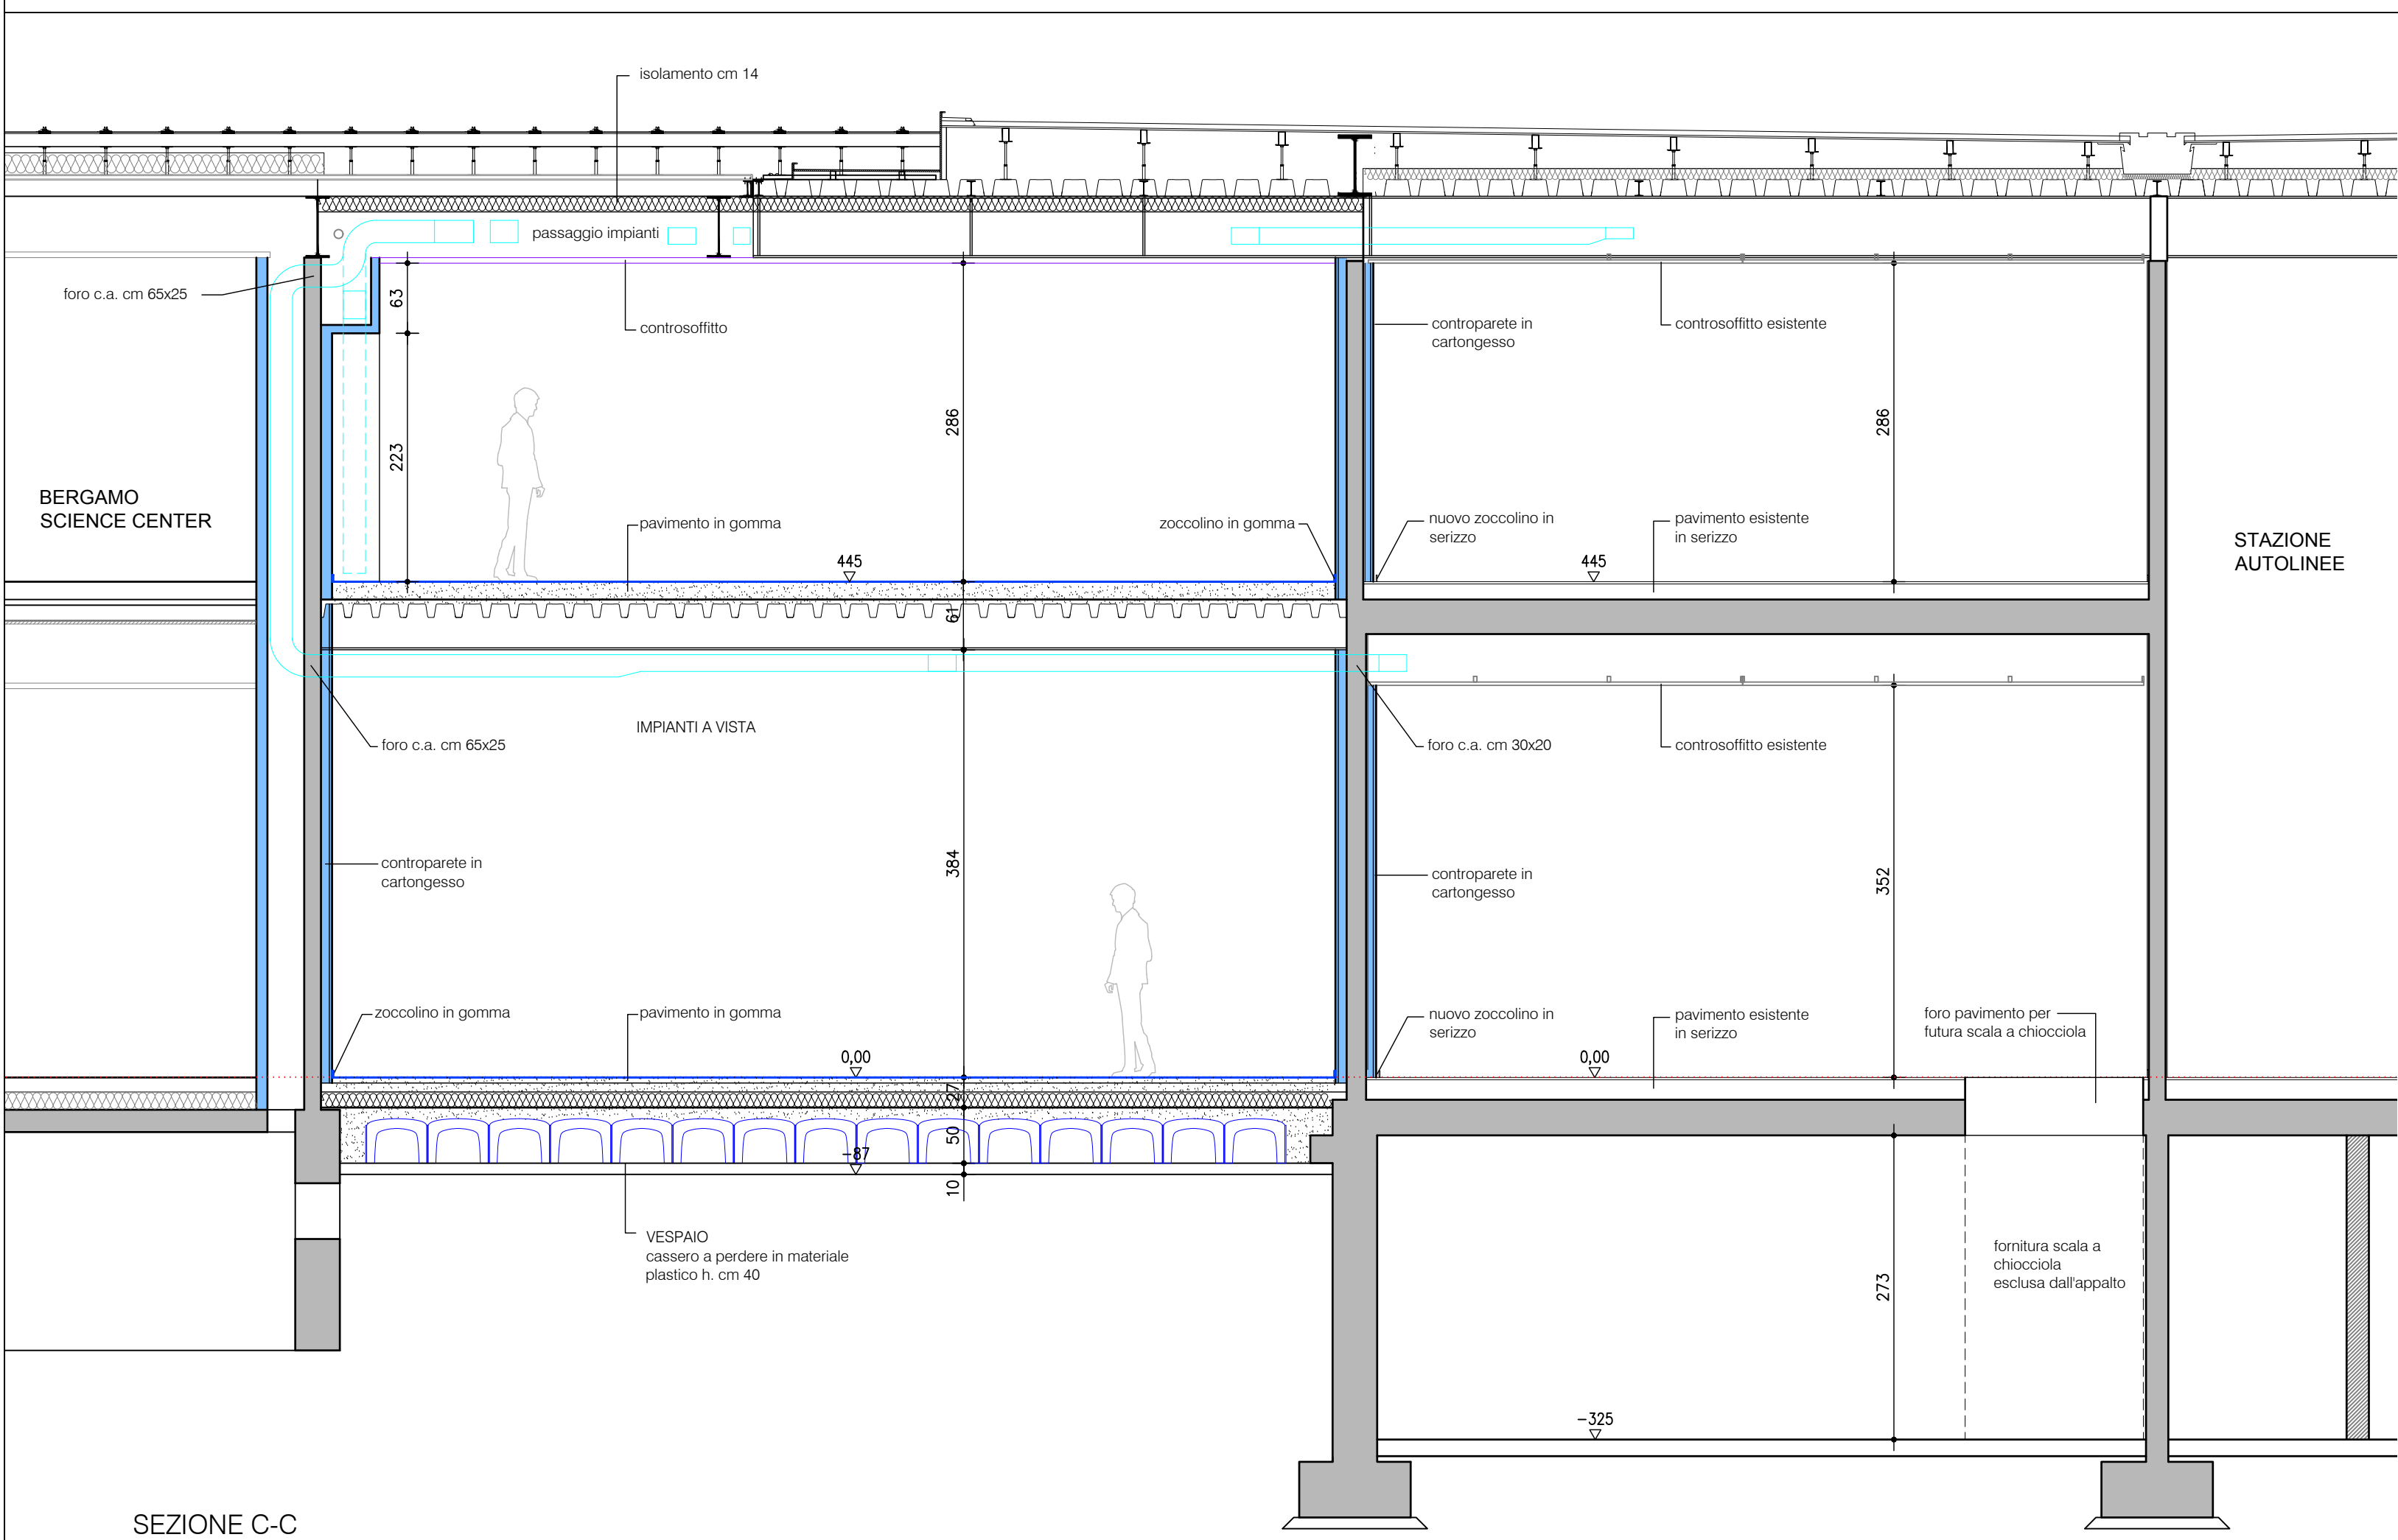 isolamento cm 14
passaggio impianti
foro c.a. cm 65x25
63
controsoffitto
controparete in
cartongesso
controsoffitto esistente
286
286
223
BERGAMO
SCIENCE CENTER
pavimento in gomma
zoccolino in gomma
nuovo zoccolino in
serizzo
pavimento esistente
in serizzo
STAZIONE
AUTOLINEE
445
445
61
IMPIANTI A VISTA
foro c.a. cm 65x25
foro c.a. cm 30x20
controsoffitto esistente
controparete in
cartongesso
384
controparete in
cartongesso
352
zoccolino in gomma
pavimento in gomma
nuovo zoccolino in
serizzo
pavimento esistente
in serizzo
foro pavimento per
futura scala a chiocciola
0,00
0,00
27
50
-87
10
VESPAIO
cassero a perdere in materiale
plastico h. cm 40
273
fornitura scala a
chiocciola
esclusa dall'appalto
-325
SEZIONE C-C